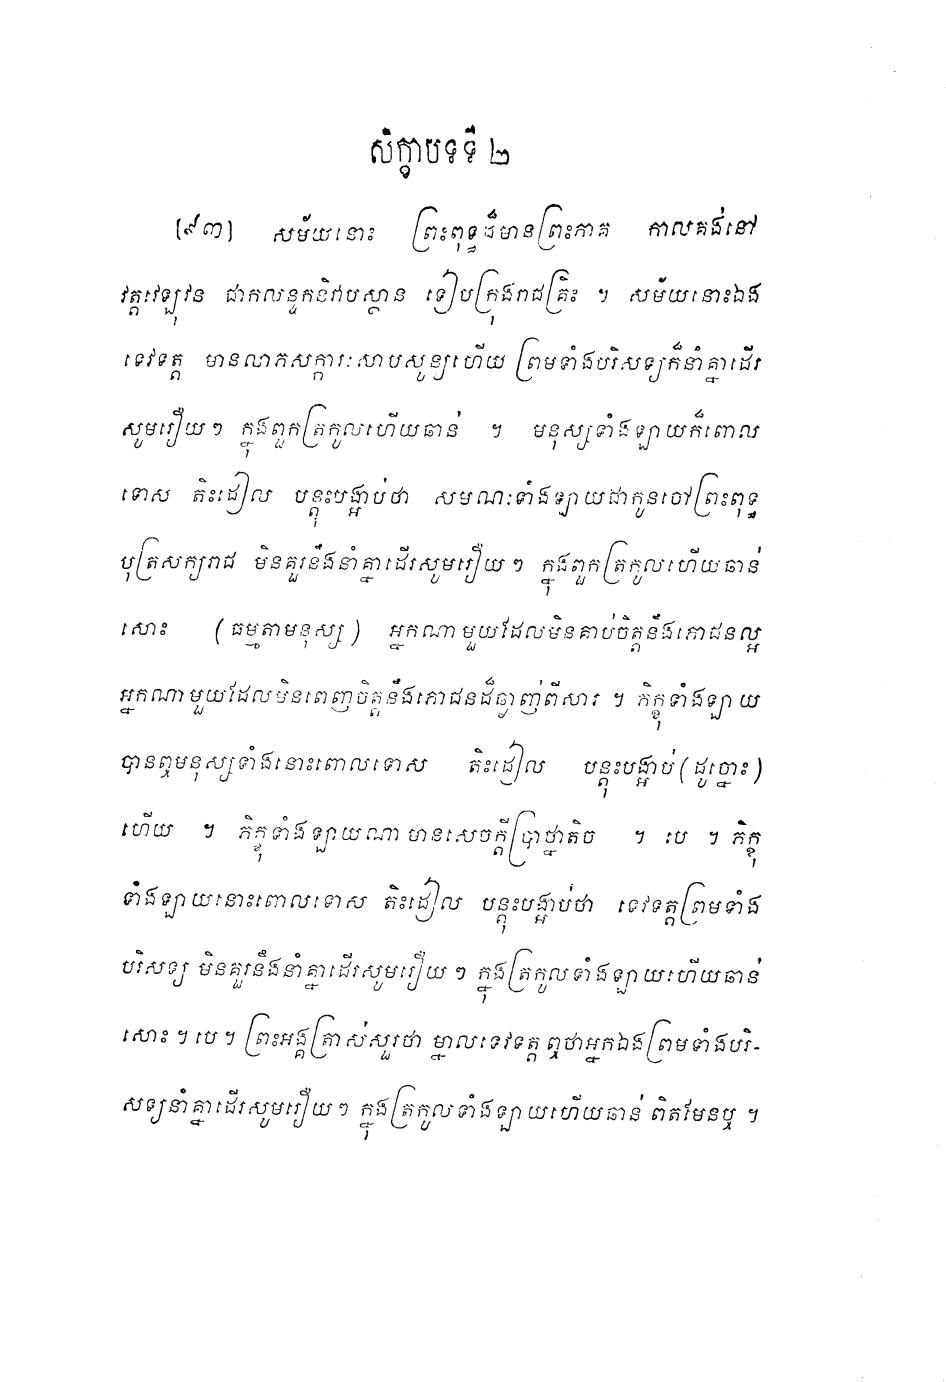 សិក្ខាបទទី ២
[៩៣] សម័យនោះ ព្រះពុទ្ធដ៏មានព្រះភាគ កាលគង់នៅ
វត្តវេឡុវន ជាកលន្ទកនិវាបស្ថាន ទៀបក្រុងរាជគ្រឹះ ។ សម័យនោះឯង
ទេវទត្ត មានលាភសក្ការៈសាបសូន្យហើយ ព្រមទាំងបរិសទ្យក៏នាំគ្នាដើរ
សូមរឿយៗ ក្នុងពួកត្រកូលហើយឆាន់ ។ មនុស្សទាំងឡាយក៏ពោល
ទោស តិះដៀល បន្តុះបង្អាប់ថា សមណៈទាំងឡាយជាកូនចៅព្រះពុទ្ធ
បុត្រសក្យរាជ មិនគួរនឹងនាំគ្នាដើរសូមរឿយៗ ក្នុងពួកត្រកូលហើយឆាន់
សោះ (ធម្មតាមនុស្ស) អ្នកណាមួយដែលមិនគាប់ចិត្តនឹងភោជនល្អ
អ្នកណាមួយដែលមិនពេញចិត្តនឹងភោជនដ៏ឆ្ងាញ់ពីសារ ។ ភិក្ខុទាំងឡាយ
បានឮមនុស្សទាំងនោះពោលទោស តិះដៀល បន្តុះបង្អាប់ (ដូច្នោះ)
ហើយ ។ ភិក្ខុទាំងឡាយណាមានសេចក្តីប្រាថ្នាតិច ។ បេ ។ ភិក្ខុ
ទាំងឡាយនោះពោលទោស តិះដៀល បន្តុះបង្អាប់ថា ទេវទត្តព្រមទាំង
បរិសទ្យ មិនគួរនឹងនាំគ្នាដើរសូមរឿយៗ ក្នុងត្រកូលទាំងឡាយហើយឆាន់
សោះ ។ បេ ។ ព្រះអង្គត្រាស់សួរថា ម្នាលទេវទត្ត ឮថាអ្នកឯងព្រមទាំងបរិ-
សទ្យនាំគ្នាដើរសូមរឿយៗ ក្នុងត្រកូលទាំងឡាយហើយឆាន់ ពិតមែនឬ ។